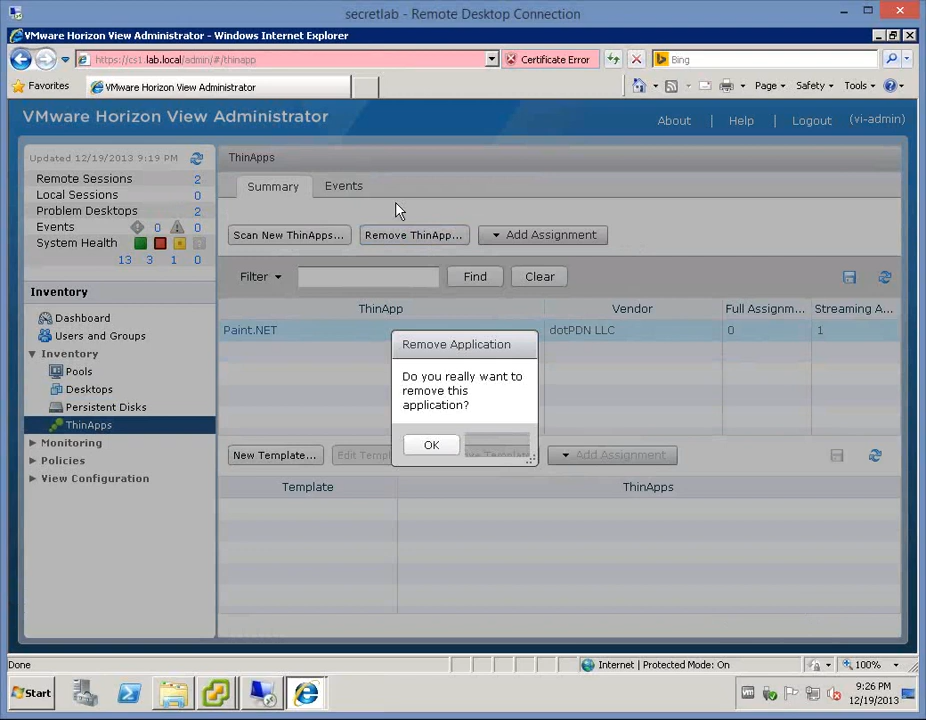 secretlab - Remote Desktop Connection
VMware Horizon View Administrator - Windows Internet Explorer
https://cs1.lab.local/admin/#/thinapp
Certificate Error
Bing
Favorites
VMware Horizon View Administrator
Page
Safety
Tools
VMware Horizon View Administrator
About | Help | Logout (vi-admin)
Updated 12/19/2013 9:19 PM
Remote Sessions 2
Local Sessions 0
Problem Desktops 2
Events 0 0
System Health
13 3 1 0
Inventory
Dashboard
Users and Groups
Inventory
Pools
Desktops
Persistent Disks
ThinApps
Monitoring
Policies
View Configuration
ThinApps
Summary Events
Scan New ThinApps... Remove ThinApp... Add Assignment
Filter Find Clear
ThinApp Vendor Full Assignm... Streaming A...
Paint.NET dotPDN LLC 0 1
Remove Application
Do you really want to
remove this
application?
OK
New Template... Add Assignment
Template ThinApps
Done
Internet | Protected Mode: On
100%
Start
9:26 PM
12/19/2013